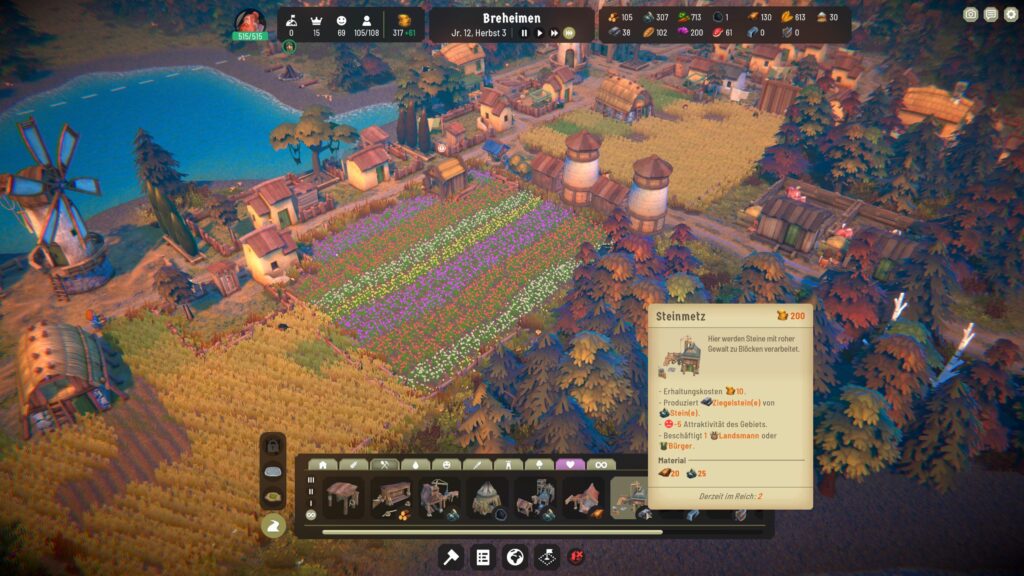 515/515
0 15 69 105/108 317 +61
Breheimen
Jr. 12, Herbst 3
105 307 713 1 130 613 30
38 102 200 61 0 0
Steinmetz 200
Hier werden Steine mit roher
Gewalt zu Blöcken verarbeitet.
- Erhaltungskosten 10.
- Produziert Ziegelstein(e) von
Stein(e).
- -5 Attraktivität des Gebiets.
- Beschäftigt 1 Landsmann oder
Bürger.
Material
20 25
Derzeit im Reich: 2
III
II
I